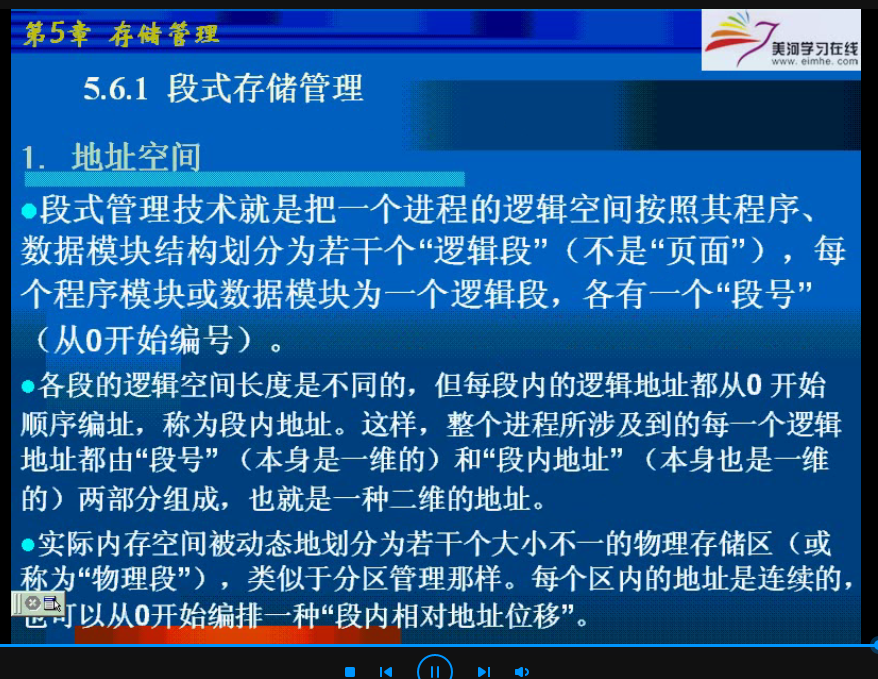 第5章 存储管理
美河学习在线
www.eimhe.com
5.6.1 段式存储管理
1. 地址空间
●段式管理技术就是把一个进程的逻辑空间按照其程序、
数据模块结构划分为若干个“逻辑段”（不是“页面”），每
个程序模块或数据模块为一个逻辑段，各有一个“段号”
（从0开始编号）。
●各段的逻辑空间长度是不同的，但每段内的逻辑地址都从0 开始
顺序编址，称为段内地址。这样，整个进程所涉及到的每一个逻辑
地址都由“段号”（本身是一维的）和“段内地址”（本身也是一维
的）两部分组成，也就是一种二维的地址。
●实际内存空间被动态地划分为若干个大小不一的物理存储区（或
称为“物理段”），类似于分区管理那样。每个区内的地址是连续的，
也可以从0开始编排一种“段内相对地址位移”。